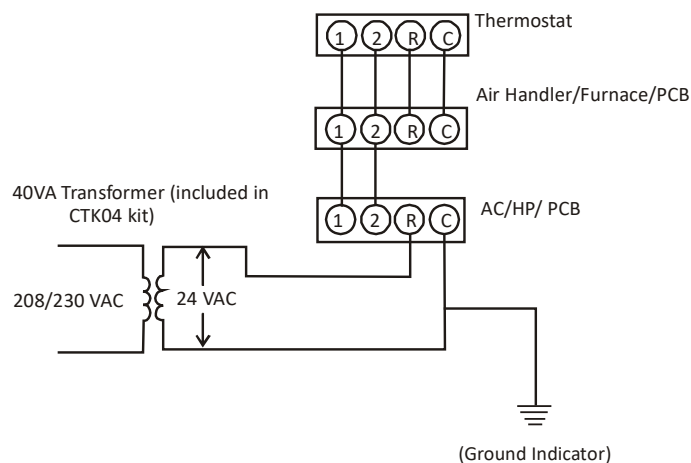 1 2 R C
Thermostat
Air Handler/Furnace/PCB
1 2 R C
40VA Transformer (included in
CTK04 kit)
1 2 R C
AC/HP/ PCB
208/230 VAC
24 VAC
(Ground Indicator)